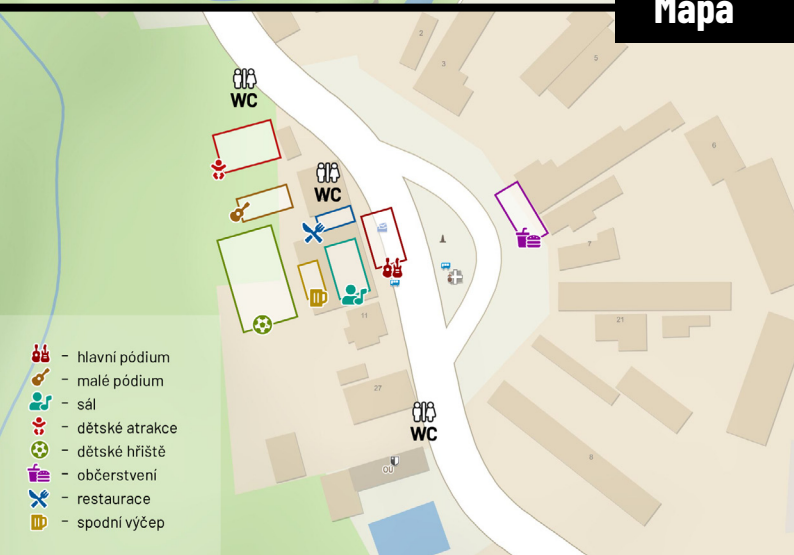 Mapa
2
3
5
WC
6
WC
7
11
21
27
WC
OÚ
8
– hlavní pódium
– malé pódium
– sál
– dětské atrakce
– dětské hřiště
– občerstvení
– restaurace
– spodní výčep